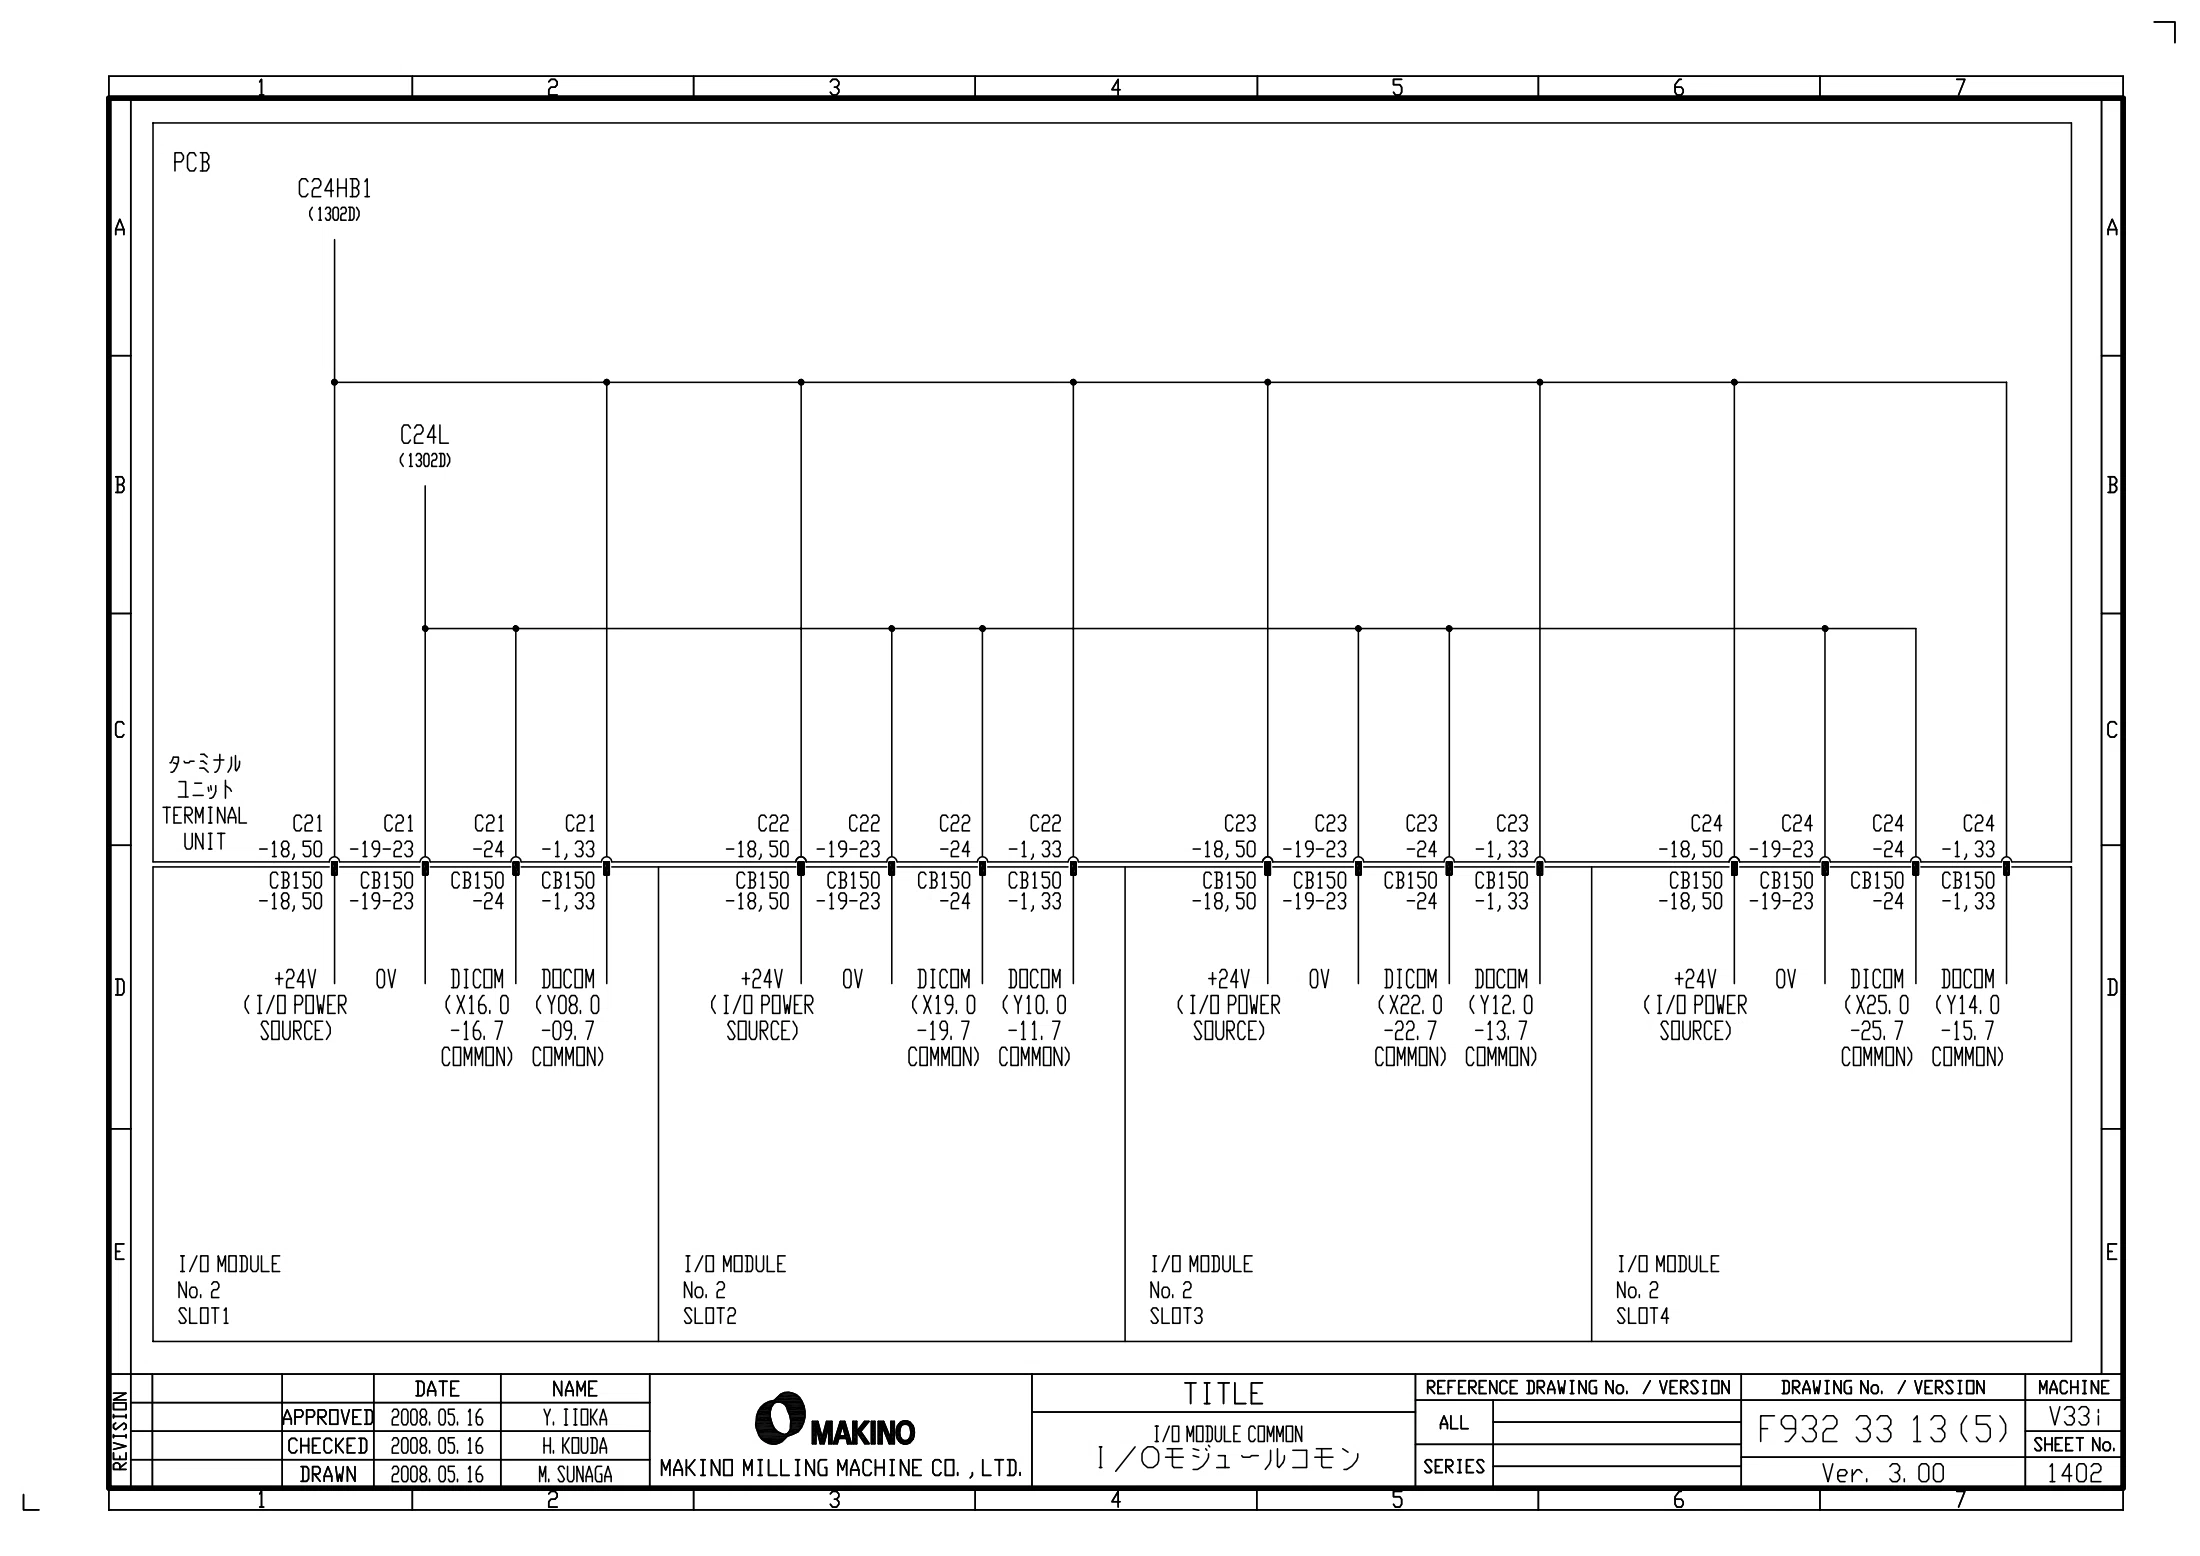 1 2 3 4 5 6 7
PCB
C24HB1
(1302D)
A A
C24L
(1302D)
B B
C C
ターミナル
ユニット
TERMINAL
UNIT
C21 C21 C21 C21 C22 C22 C22 C22 C23 C23 C23 C23 C24 C24 C24 C24
-18,50 -19-23 -24 -1,33 -18,50 -19-23 -24 -1,33 -18,50 -19-23 -24 -1,33 -18,50 -19-23 -24 -1,33
CB150 CB150 CB150 CB150 CB150 CB150 CB150 CB150 CB150 CB150 CB150 CB150 CB150 CB150 CB150 CB150
-18,50 -19-23 -24 -1,33 -18,50 -19-23 -24 -1,33 -18,50 -19-23 -24 -1,33 -18,50 -19-23 -24 -1,33
D D
+24V 0V DICOM DOCOM +24V 0V DICOM DOCOM +24V 0V DICOM DOCOM +24V 0V DICOM DOCOM
(I/O POWER (X16.0 (Y08.0 (I/O POWER (X19.0 (Y10.0 (I/O POWER (X22.0 (Y12.0 (I/O POWER (X25.0 (Y14.0
SOURCE) -16.7 -09.7 SOURCE) -19.7 -11.7 SOURCE) -22.7 -13.7 SOURCE) -25.7 -15.7
COMMON) COMMON) COMMON) COMMON) COMMON) COMMON) COMMON) COMMON)
E E
I/O MODULE I/O MODULE I/O MODULE I/O MODULE
No.2 No.2 No.2 No.2
SLOT1 SLOT2 SLOT3 SLOT4
REVISION
DATE NAME
APPROVED 2008.05.16 Y. IIOKA
CHECKED 2008.05.16 H. KOUDA
DRAWN 2008.05.16 M. SUNAGA
MAKINO
MAKINO MILLING MACHINE CO.,LTD.
TITLE
I/O MODULE COMMON
I/Oモジュールコモン
REFERENCE DRAWING No. / VERSION
ALL
SERIES
DRAWING No. / VERSION
F932 33 13(5)
Ver. 3.00
MACHINE
V33i
SHEET No.
1402
1 2 3 4 5 6 7